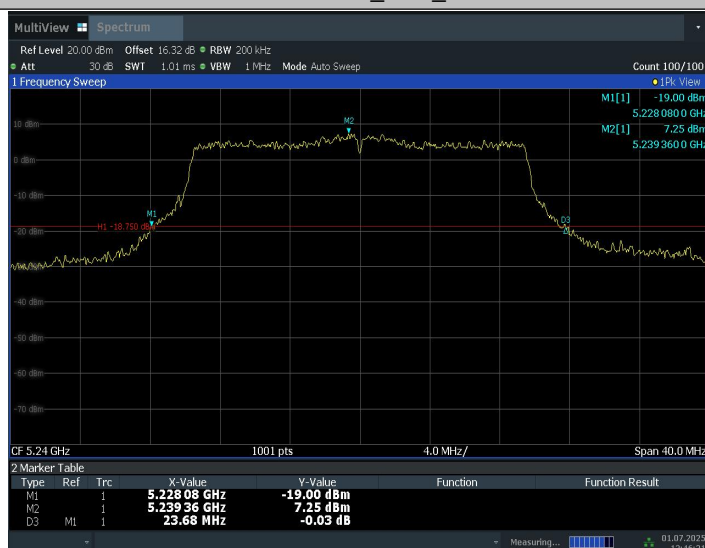 MultiView Spectrum
Ref Level 20.00 dBm Offset 16.32 dB RBW 200 kHz
Att 30 dB SWT 1.01 ms VBW 1 MHz Mode Auto Sweep Count 100/100
1 Frequency Sweep 1Pk View
M1[1] -19.00 dBm
5.228 080 0 GHz
M2[1] 7.25 dBm
5.239 360 0 GHz
M2
10 dBm
0 dBm
-10 dBm
M1
H1 -18.750 dBm
D3
-20 dBm
-40 dBm
-50 dBm
-60 dBm
-70 dBm
CF 5.24 GHz 1001 pts 4.0 MHz/ Span 40.0 MHz
2 Marker Table
Type Ref Trc X-Value Y-Value Function Function Result
M1 1 5.228 08 GHz -19.00 dBm
M2 1 5.239 36 GHz 7.25 dBm
D3 M1 1 23.68 MHz -0.03 dB
Measuring... 01.07.2025